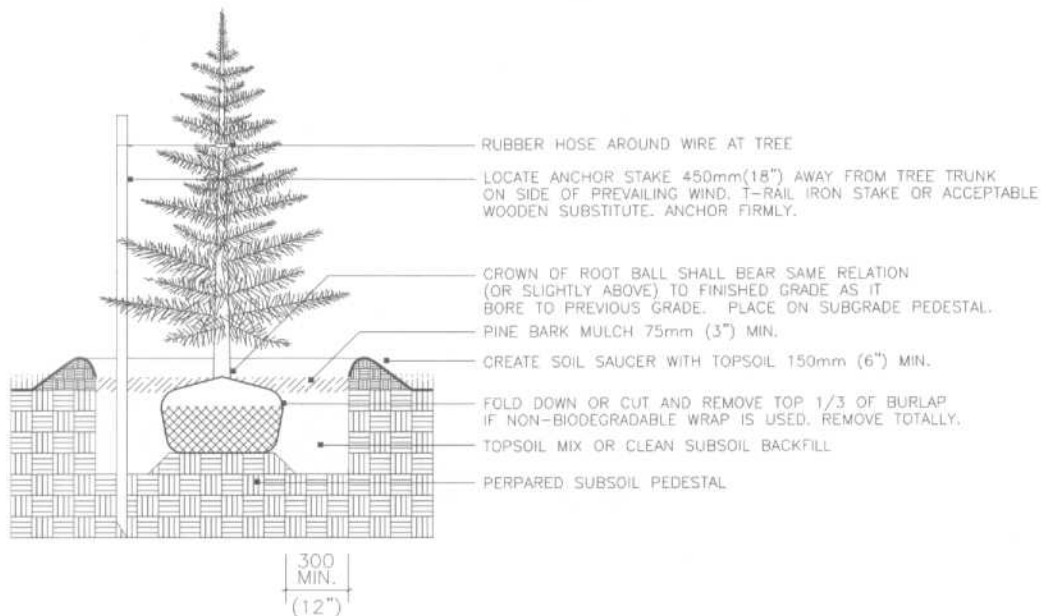 RUBBER HOSE AROUND WIRE AT TREE
LOCATE ANCHOR STAKE 450mm(18") AWAY FROM TREE TRUNK
ON SIDE OF PREVAILING WIND. T-RAIL IRON STAKE OR ACCEPTABLE
WOODEN SUBSTITUTE. ANCHOR FIRMLY.
CROWN OF ROOT BALL SHALL BEAR SAME RELATION
(OR SLIGHTLY ABOVE) TO FINISHED GRADE AS IT
BORE TO PREVIOUS GRADE. PLACE ON SUBGRADE PEDESTAL.
PINE BARK MULCH 75mm (3") MIN.
CREATE SOIL SAUCER WITH TOPSOIL 150mm (6") MIN.
FOLD DOWN OR CUT AND REMOVE TOP 1/3 OF BURLAP
IF NON-BIODEGRADABLE WRAP IS USED. REMOVE TOTALLY.
TOPSOIL MIX OR CLEAN SUBSOIL BACKFILL
PERPARED SUBSOIL PEDESTAL
300
MIN.
(12")